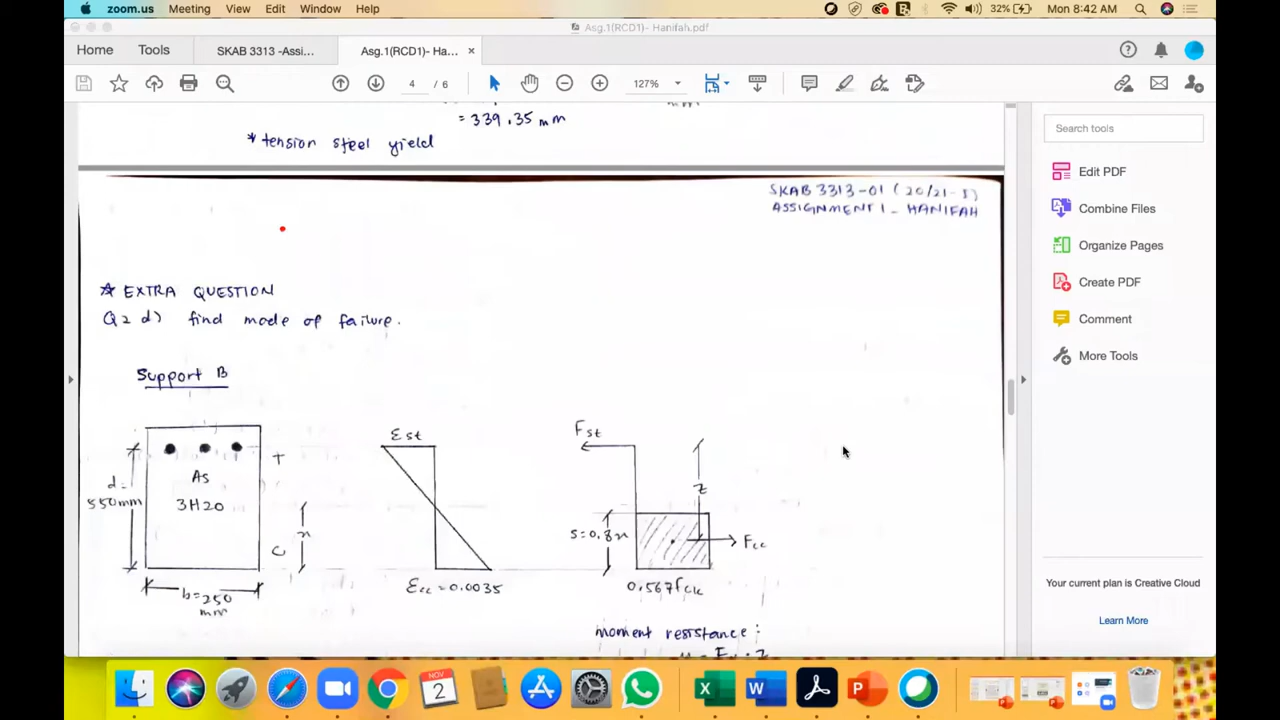 zoom.us Meeting View Edit Window Help 32% Mon 8:42 AM
Asg.1(RCD1)- Hanifah.pdf
Home Tools SKAB 3313 -Assi... Asg.1(RCD1)- Ha... ×
4 / 6 127%
= 339.35 mm
* tension steel yield
SKAB 3313-01 (20/21-1)
ASSIGNMENT 1 - HANIFAH
* EXTRA QUESTION
Q2 d) find mode of failure.
Support B
As
3H20
d =
550mm
T
C
b=250
mm
x
Est
Ecc = 0.0035
Fst
z
s=0.8x
Fcc
0.567fck
moment resistance :
Search tools
Edit PDF
Combine Files
Organize Pages
Create PDF
Comment
More Tools
Your current plan is Creative Cloud
Learn More
NOV
2